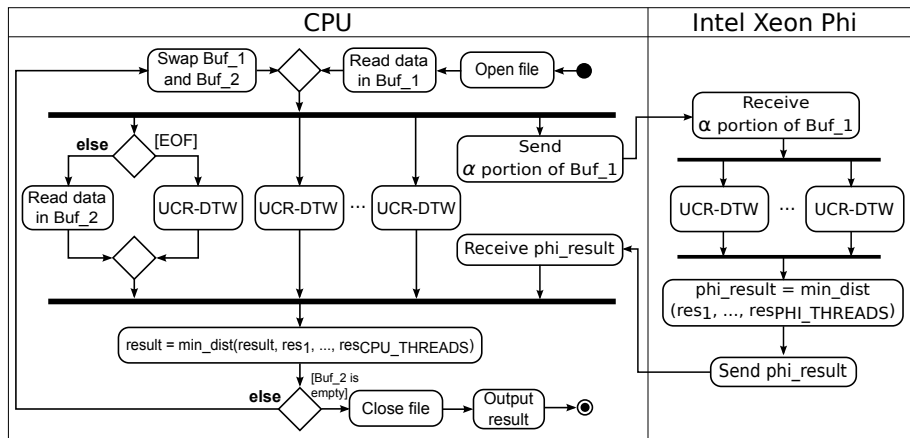 CPU
Intel Xeon Phi
Swap Buf_1
and Buf_2
Read data
in Buf_1
Open file
Receive
α portion of Buf_1
else
[EOF]
Send
α portion of Buf_1
Read data
in Buf_2
UCR-DTW
UCR-DTW
...
UCR-DTW
UCR-DTW
...
UCR-DTW
Receive phi_result
phi_result = min_dist
(res1, ..., resPHI_THREADS)
result = min_dist(result, res1, ..., resCPU_THREADS)
Send phi_result
else
[Buf_2 is
empty]
Close file
Output
result